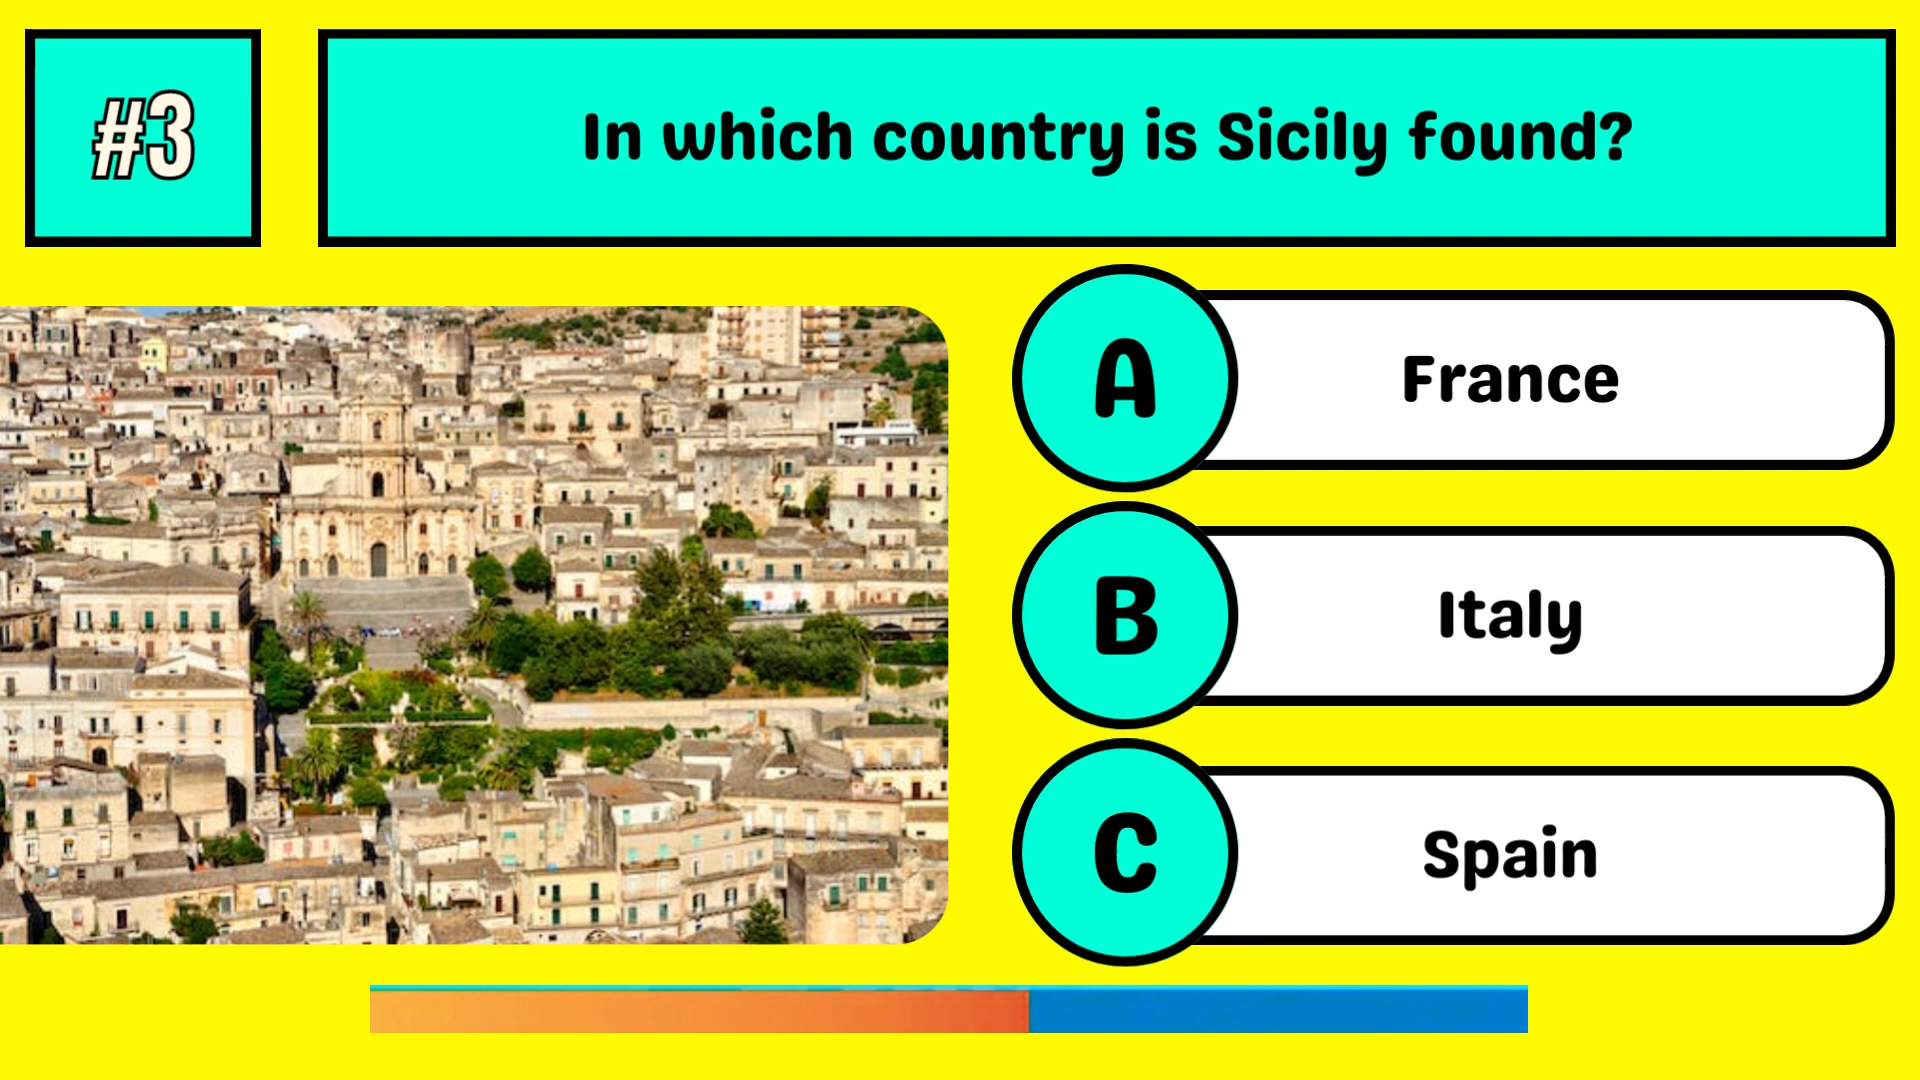 #3
In which country is Sicily found?
A
France
B
Italy
C
Spain